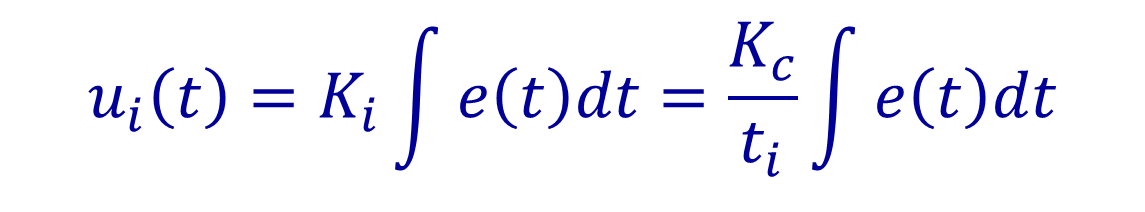 u_i(t) = K_i ∫ e(t)dt = K_c/t_i ∫ e(t)dt